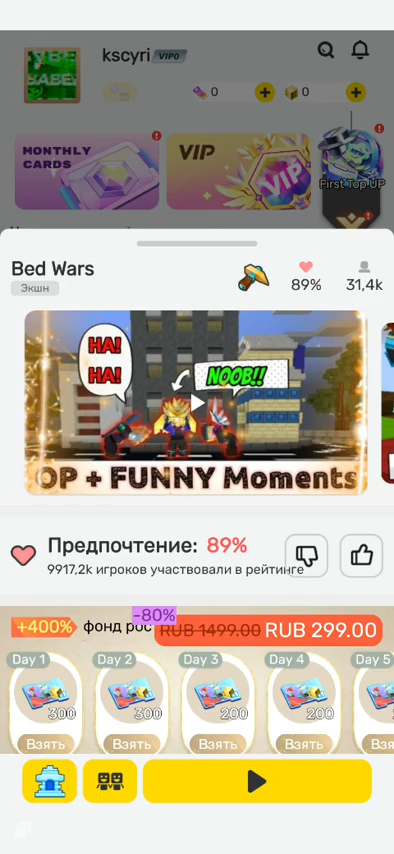 kscyri VIP0
0
0
MONTHLY
CARDS
VIP
VIP
First Top UP
Bed Wars
Экшн
89%
31,4k
HA!
HA!
NOOB!!
OP + FUNNY Moments
Предпочтение: 89%
9917,2k игроков участвовали в рейтинге
-80%
+400% фонд рос RUB 1499.00 RUB 299.00
Day 1 Day 2 Day 3 Day 4 Day 5
300 300 200 200
Взять Взять Взять Взять Взя